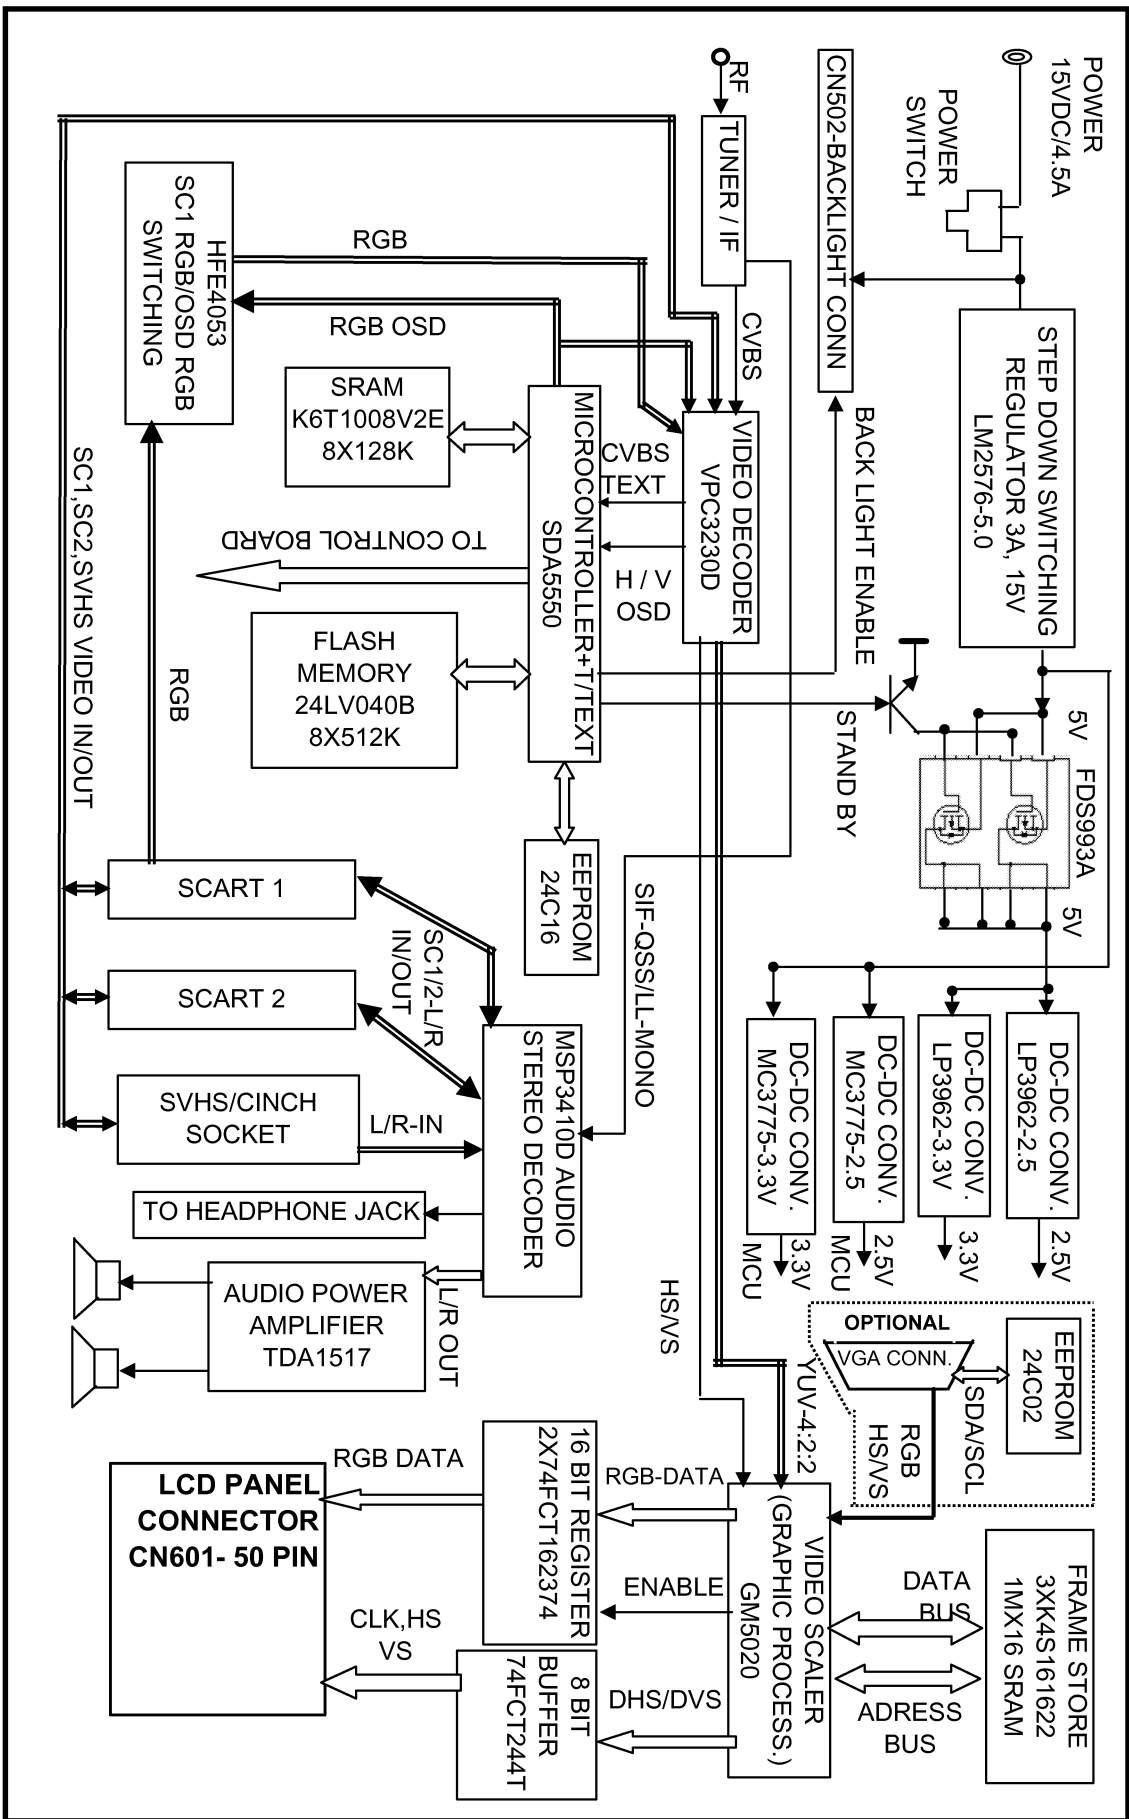 POWER
15VDC/4.5A
POWER
SWITCH
CN502-BACKLIGHT CONN
RF
TUNER / IF
STEP DOWN SWITCHING
REGULATOR 3A, 15V
LM2576-5.0
CVBS
BACK LIGHT ENABLE
HFE4053
SC1 RGB/OSD RGB
SWITCHING
RGB
RGB OSD
SRAM
K6T1008V2E
8X128K
MICROCONTROLLER+T/TEXT
SDA5550
VIDEO DECODER
VPC3230D
CVBS
TEXT
H / V
OSD
TO CONTROL BOARD
FLASH
MEMORY
24LV040B
8X512K
STAND BY
5V
FDS993A
5V
SC1,SC2,SVHS VIDEO IN/OUT
RGB
EEPROM
24C16
SIF-QSS/LL-MONO
SCART 1
SCART 2
SVHS/CINCH
SOCKET
SC1/2-L/R
IN/OUT
L/R-IN
MSP3410D AUDIO
STEREO DECODER
TO HEADPHONE JACK
AUDIO POWER
AMPLIFIER
TDA1517
L/R OUT
DC-DC CONV.
LP3962-2.5
2.5V
DC-DC CONV.
LP3962-3.3V
3.3V
DC-DC CONV.
MC3775-2.5
2.5V
MCU
DC-DC CONV.
MC3775-3.3V
3.3V
MCU
HS/VS
YUV-4:2:2
OPTIONAL
VGA CONN.
EEPROM
24C02
SDA/SCL
RGB
HS/VS
LCD PANEL
CONNECTOR
CN601- 50 PIN
RGB DATA
CLK,HS
VS
16 BIT REGISTER
2X74FCT162374
8 BIT
BUFFER
74FCT244T
RGB-DATA
ENABLE
DHS/DVS
VIDEO SCALER
(GRAPHIC PROCESS.)
GM5020
DATA
BUS
ADRESS
BUS
FRAME STORE
3XK4S161622
1MX16 SRAM